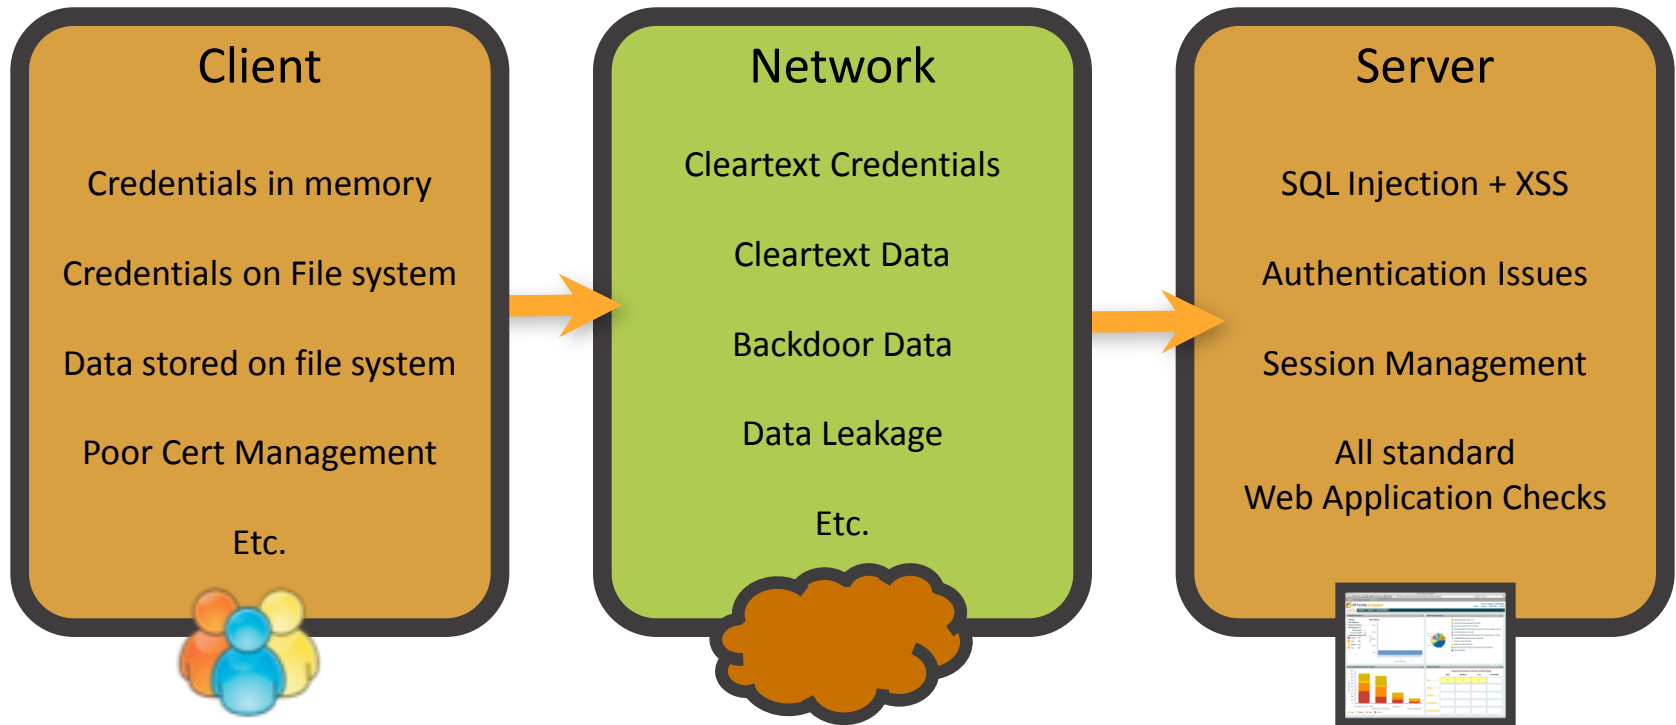 Client
Credentials in memory
Credentials on File system
Data stored on file system
Poor Cert Management
Etc.
Network
Cleartext Credentials
Cleartext Data
Backdoor Data
Data Leakage
Etc.
Server
SQL Injection + XSS
Authentication Issues
Session Management
All standard
Web Application Checks